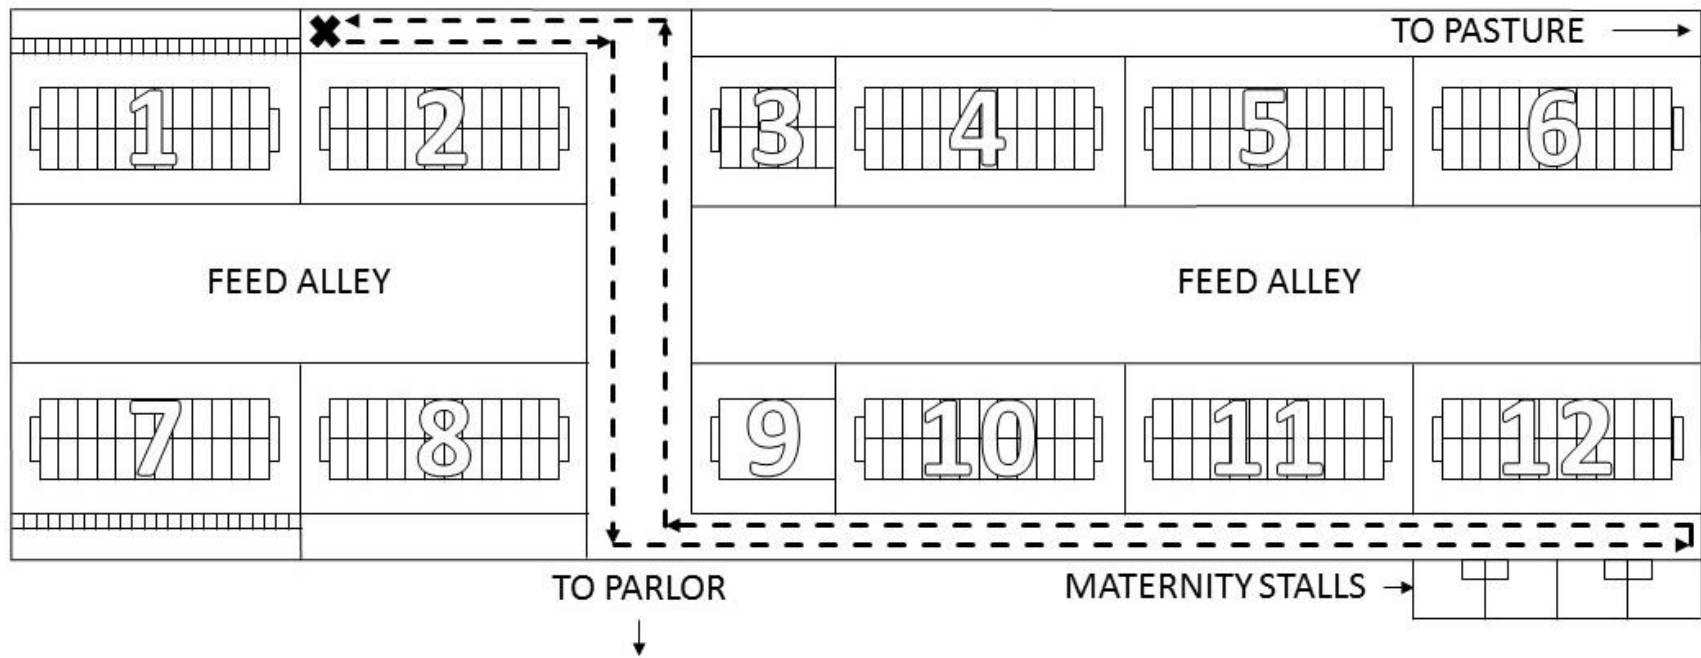 TO PASTURE
1 2 3 4 5 6
FEED ALLEY FEED ALLEY
7 8 9 10 11 12
TO PARLOR MATERNITY STALLS